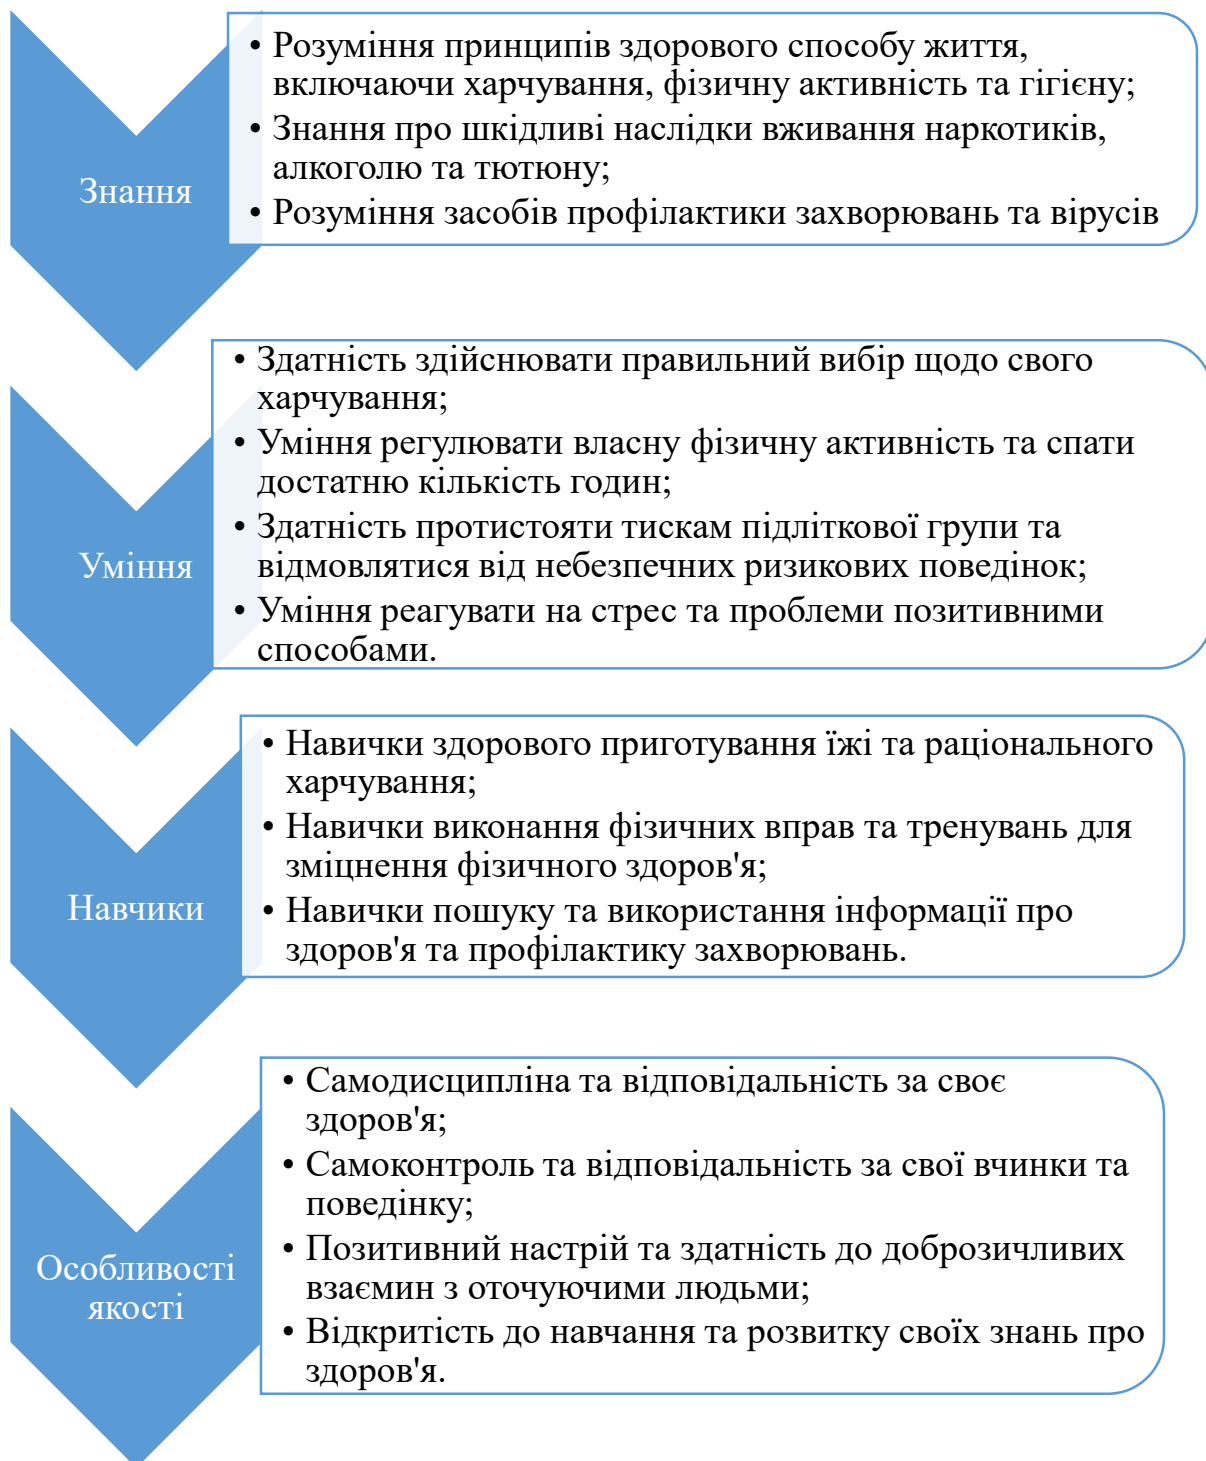 Знання
• Розуміння принципів здорового способу життя,
включаючи харчування, фізичну активність та гігієну;
• Знання про шкідливі наслідки вживання наркотиків,
алкоголю та тютюну;
• Розуміння засобів профілактики захворювань та вірусів
Уміння
• Здатність здійснювати правильний вибір щодо свого
харчування;
• Уміння регулювати власну фізичну активність та спати
достатню кількість годин;
• Здатність протистояти тискам підліткової групи та
відмовлятися від небезпечних ризикових поведінок;
• Уміння реагувати на стрес та проблеми позитивними
способами.
Навчики
• Навички здорового приготування їжі та раціонального
харчування;
• Навички виконання фізичних вправ та тренувань для
зміцнення фізичного здоров'я;
• Навички пошуку та використання інформації про
здоров'я та профілактику захворювань.
Особливості
якості
• Самодисципліна та відповідальність за своє
здоров'я;
• Самоконтроль та відповідальність за свої вчинки та
поведінку;
• Позитивний настрій та здатність до доброзичливих
взаємин з оточуючими людьми;
• Відкритість до навчання та розвитку своїх знань про
здоров'я.